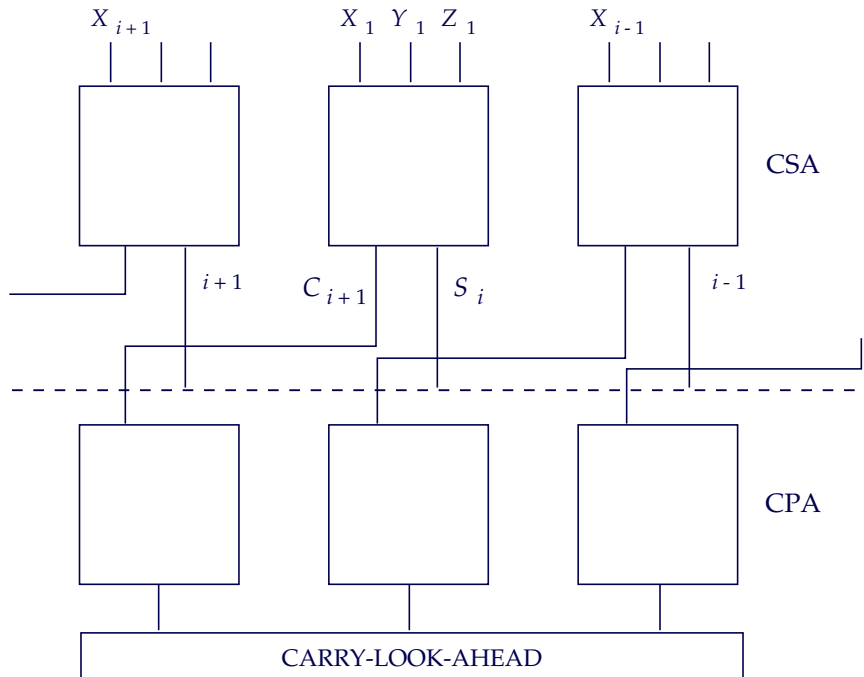 X i+1 X 1 Y 1 Z 1 X i-1
CSA
i+1 C i+1 S i i-1
CPA
CARRY-LOOK-AHEAD